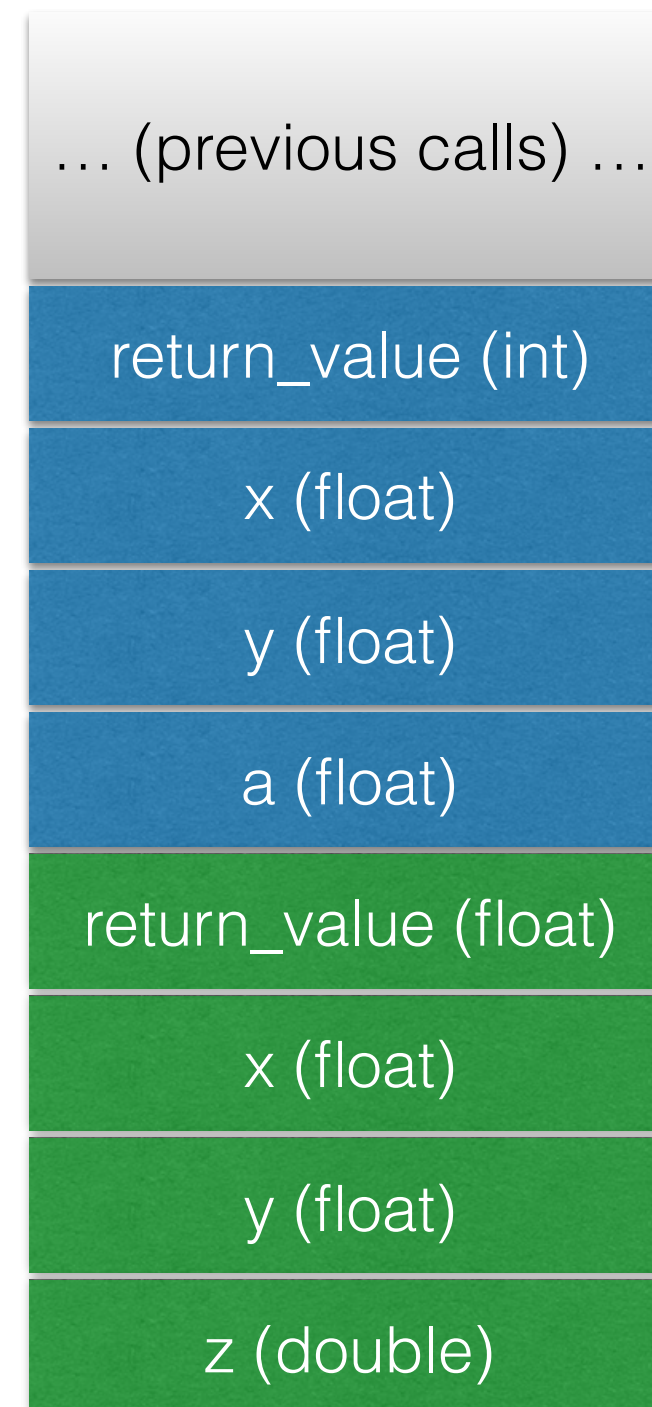 … (previous calls) …
return_value (int)
x (float)
y (float)
a (float)
return_value (float)
x (float)
y (float)
z (double)